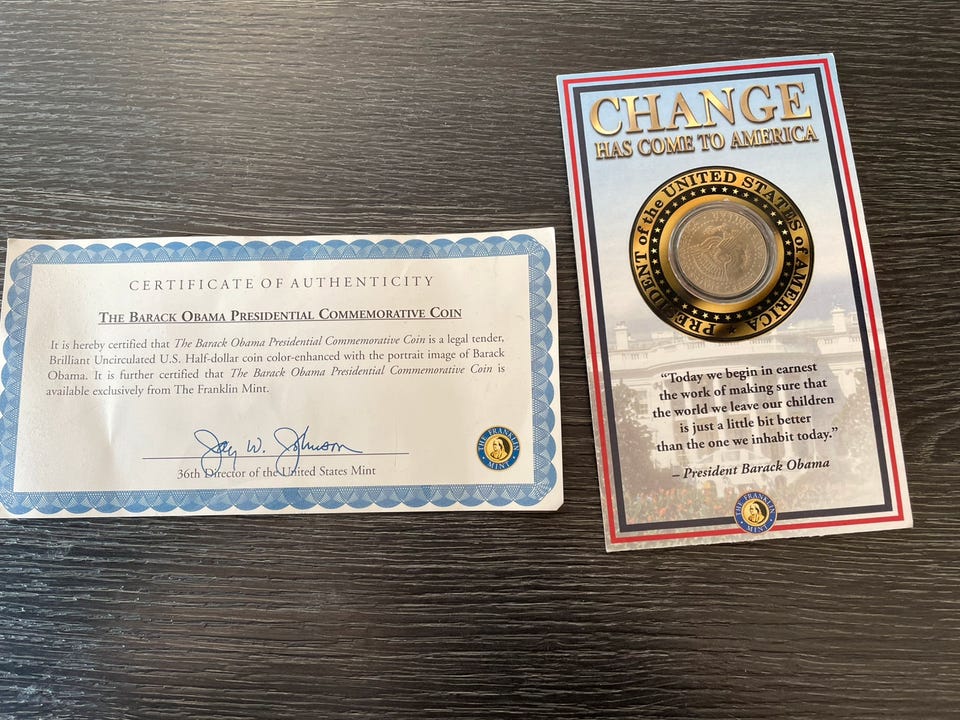 CERTIFICATE OF AUTHENTICITY
THE BARACK OBAMA PRESIDENTIAL COMMEMORATIVE COIN
It is hereby certified that The Barack Obama Presidential Commemorative Coin is a legal tender,
Brilliant Uncirculated U.S. Half-dollar coin color-enhanced with the portrait image of Barack
Obama. It is further certified that The Barack Obama Presidential Commemorative Coin is
available exclusively from The Franklin Mint.
Jay W. Johnson
36th Director of the United States Mint
THE FRANKLIN
MINT
CHANGE
HAS COME TO AMERICA
PRESIDENT of the UNITED STATES of AMERICA
“Today we begin in earnest
the work of making sure that
the world we leave our children
is just a little bit better
than the one we inhabit today.”
– President Barack Obama
THE FRANKLIN
MINT